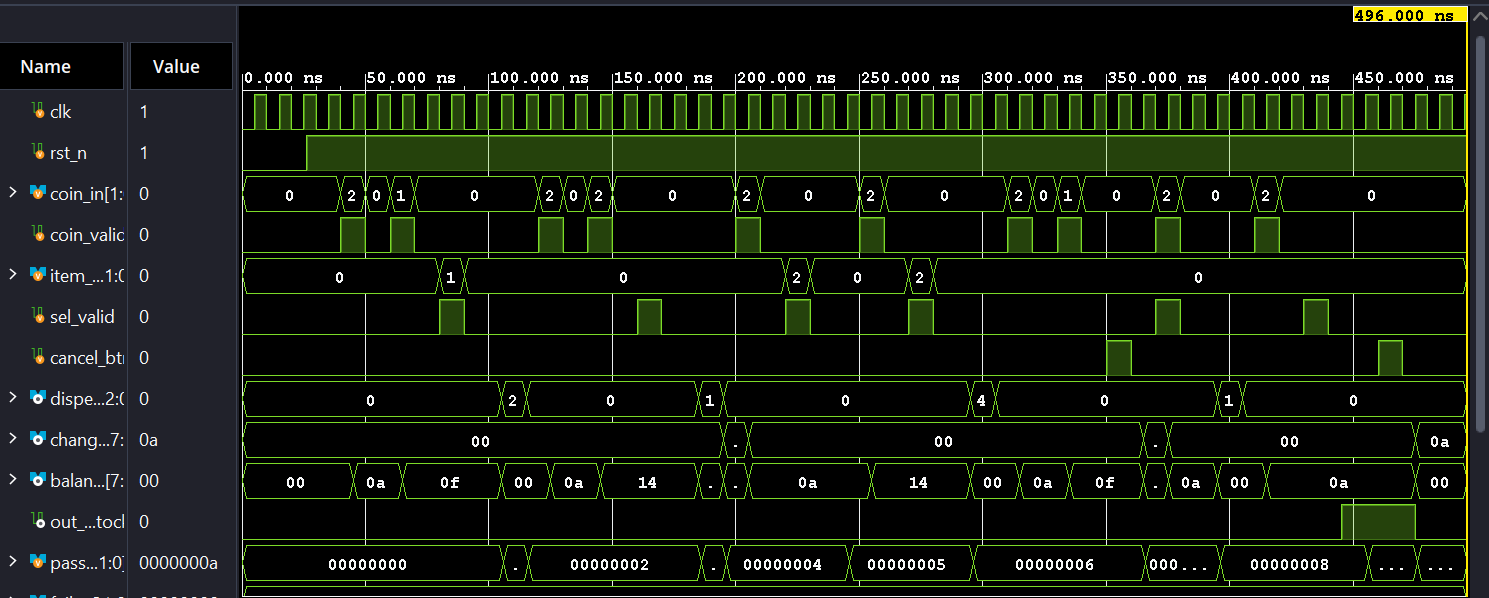 496.000 ns
Name Value
0.000 ns 50.000 ns 100.000 ns 150.000 ns 200.000 ns 250.000 ns 300.000 ns 350.000 ns 400.000 ns 450.000 ns
clk 1
rst_n 1
coin_in[1: 0 0 2 0 1 0 2 0 2 0 2 0 2 0 2 0 1 0 2 0 2 0
coin_valid 0
item_...1:0 0 0 1 0 2 0 2 0
sel_valid 0
cancel_bt 0
dispe...2:0 0 0 2 0 1 0 4 0 1 0
chang...7: 0a 00 . 00 . 00 0a
balan...[7: 00 00 0a 0f 00 0a 14 . . 0a 14 00 0a 0f . 0a 00 0a 00
out_...tocl 0
pass...1:0] 0000000a 00000000 . 00000002 . 00000004 00000005 00000006 000... 00000008 ... ...